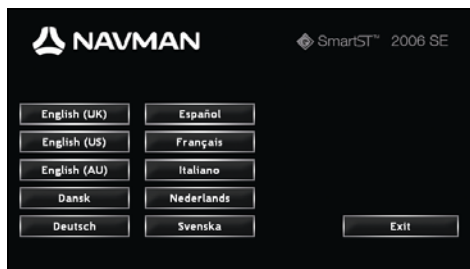 NAVMAN
SmartST™ 2006 SE
English (UK)
English (US)
English (AU)
Dansk
Deutsch
Español
Français
Italiano
Nederlands
Svenska
Exit